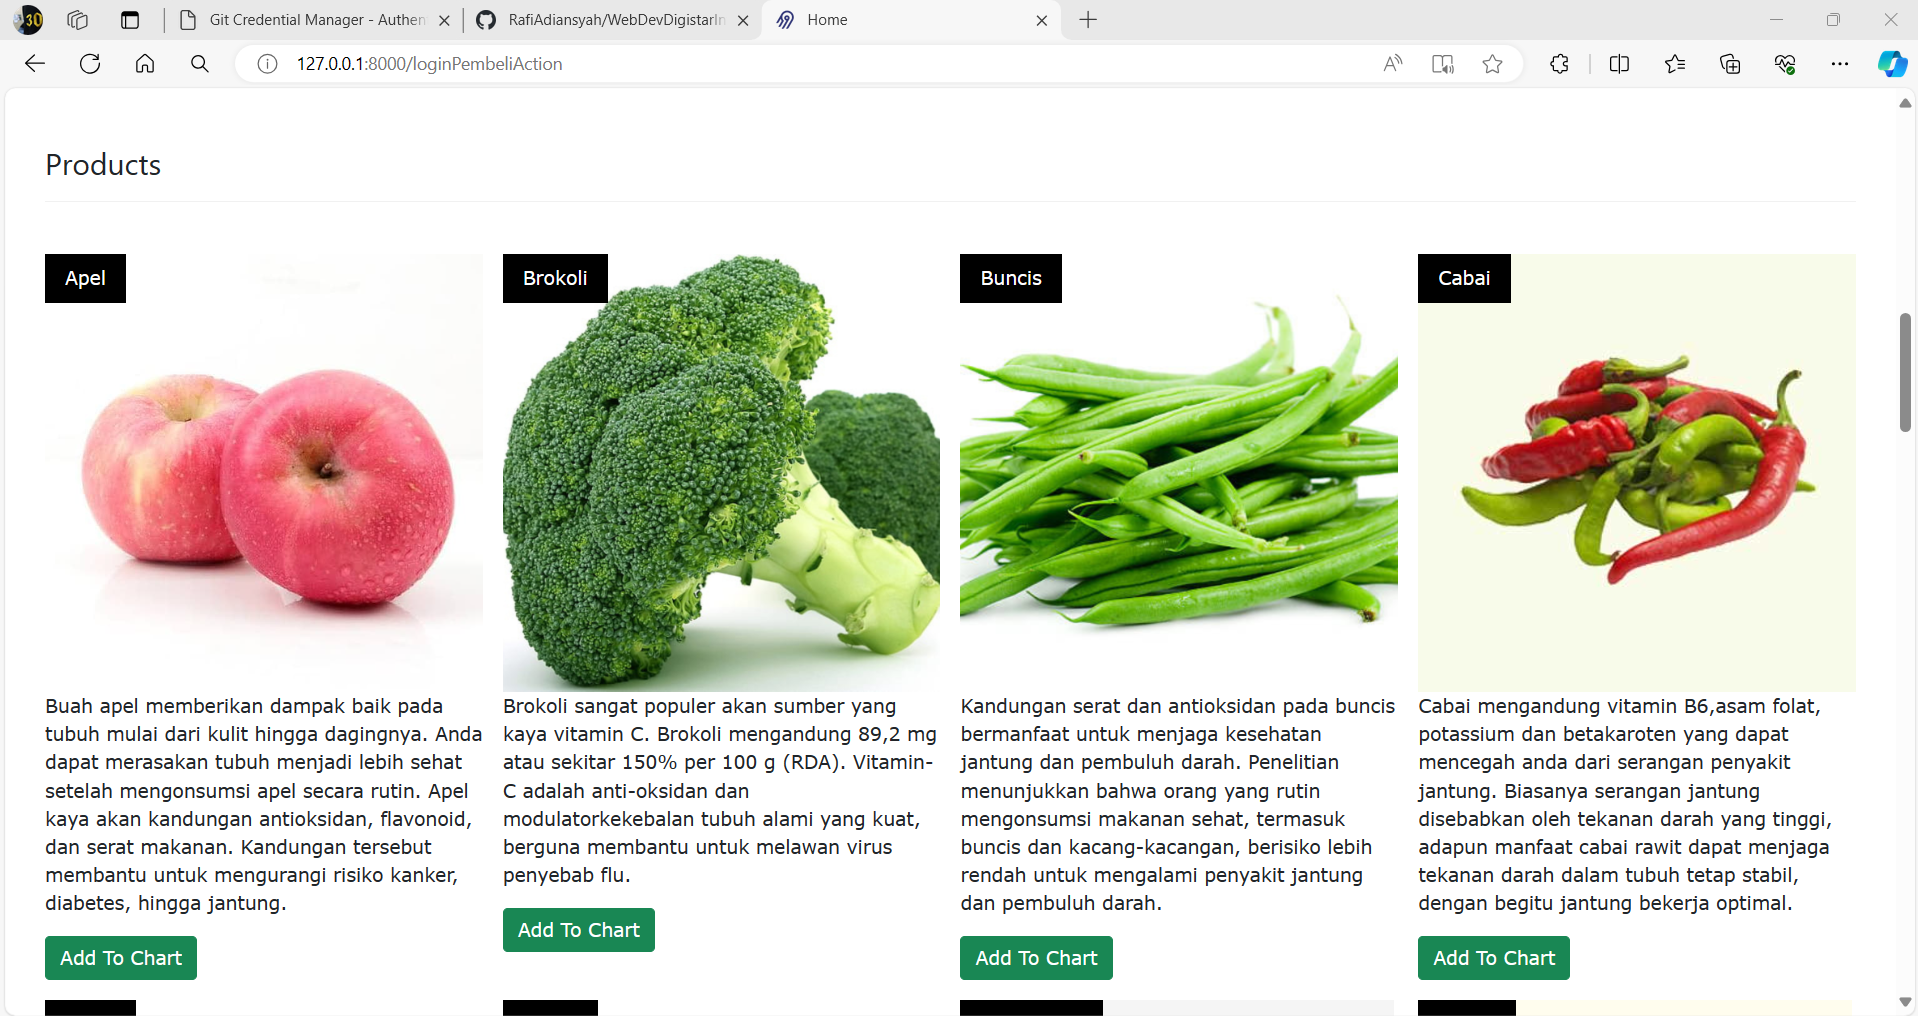 30
Git Credential Manager - Authen
RafiAdiansyah/WebDevDigistarIn
Home
127.0.0.1:8000/loginPembeliAction
Products
Apel
Buah apel memberikan dampak baik pada
tubuh mulai dari kulit hingga dagingnya. Anda
dapat merasakan tubuh menjadi lebih sehat
setelah mengonsumsi apel secara rutin. Apel
kaya akan kandungan antioksidan, flavonoid,
dan serat makanan. Kandungan tersebut
membantu untuk mengurangi risiko kanker,
diabetes, hingga jantung.
Add To Chart
Brokoli
Brokoli sangat populer akan sumber yang
kaya vitamin C. Brokoli mengandung 89,2 mg
atau sekitar 150% per 100 g (RDA). Vitamin-
C adalah anti-oksidan dan
modulatorkekebalan tubuh alami yang kuat,
berguna membantu untuk melawan virus
penyebab flu.
Add To Chart
Buncis
Kandungan serat dan antioksidan pada buncis
bermanfaat untuk menjaga kesehatan
jantung dan pembuluh darah. Penelitian
menunjukkan bahwa orang yang rutin
mengonsumsi makanan sehat, termasuk
buncis dan kacang-kacangan, berisiko lebih
rendah untuk mengalami penyakit jantung
dan pembuluh darah.
Add To Chart
Cabai
Cabai mengandung vitamin B6,asam folat,
potassium dan betakaroten yang dapat
mencegah anda dari serangan penyakit
jantung. Biasanya serangan jantung
disebabkan oleh tekanan darah yang tinggi,
adapun manfaat cabai rawit dapat menjaga
tekanan darah dalam tubuh tetap stabil,
dengan begitu jantung bekerja optimal.
Add To Chart